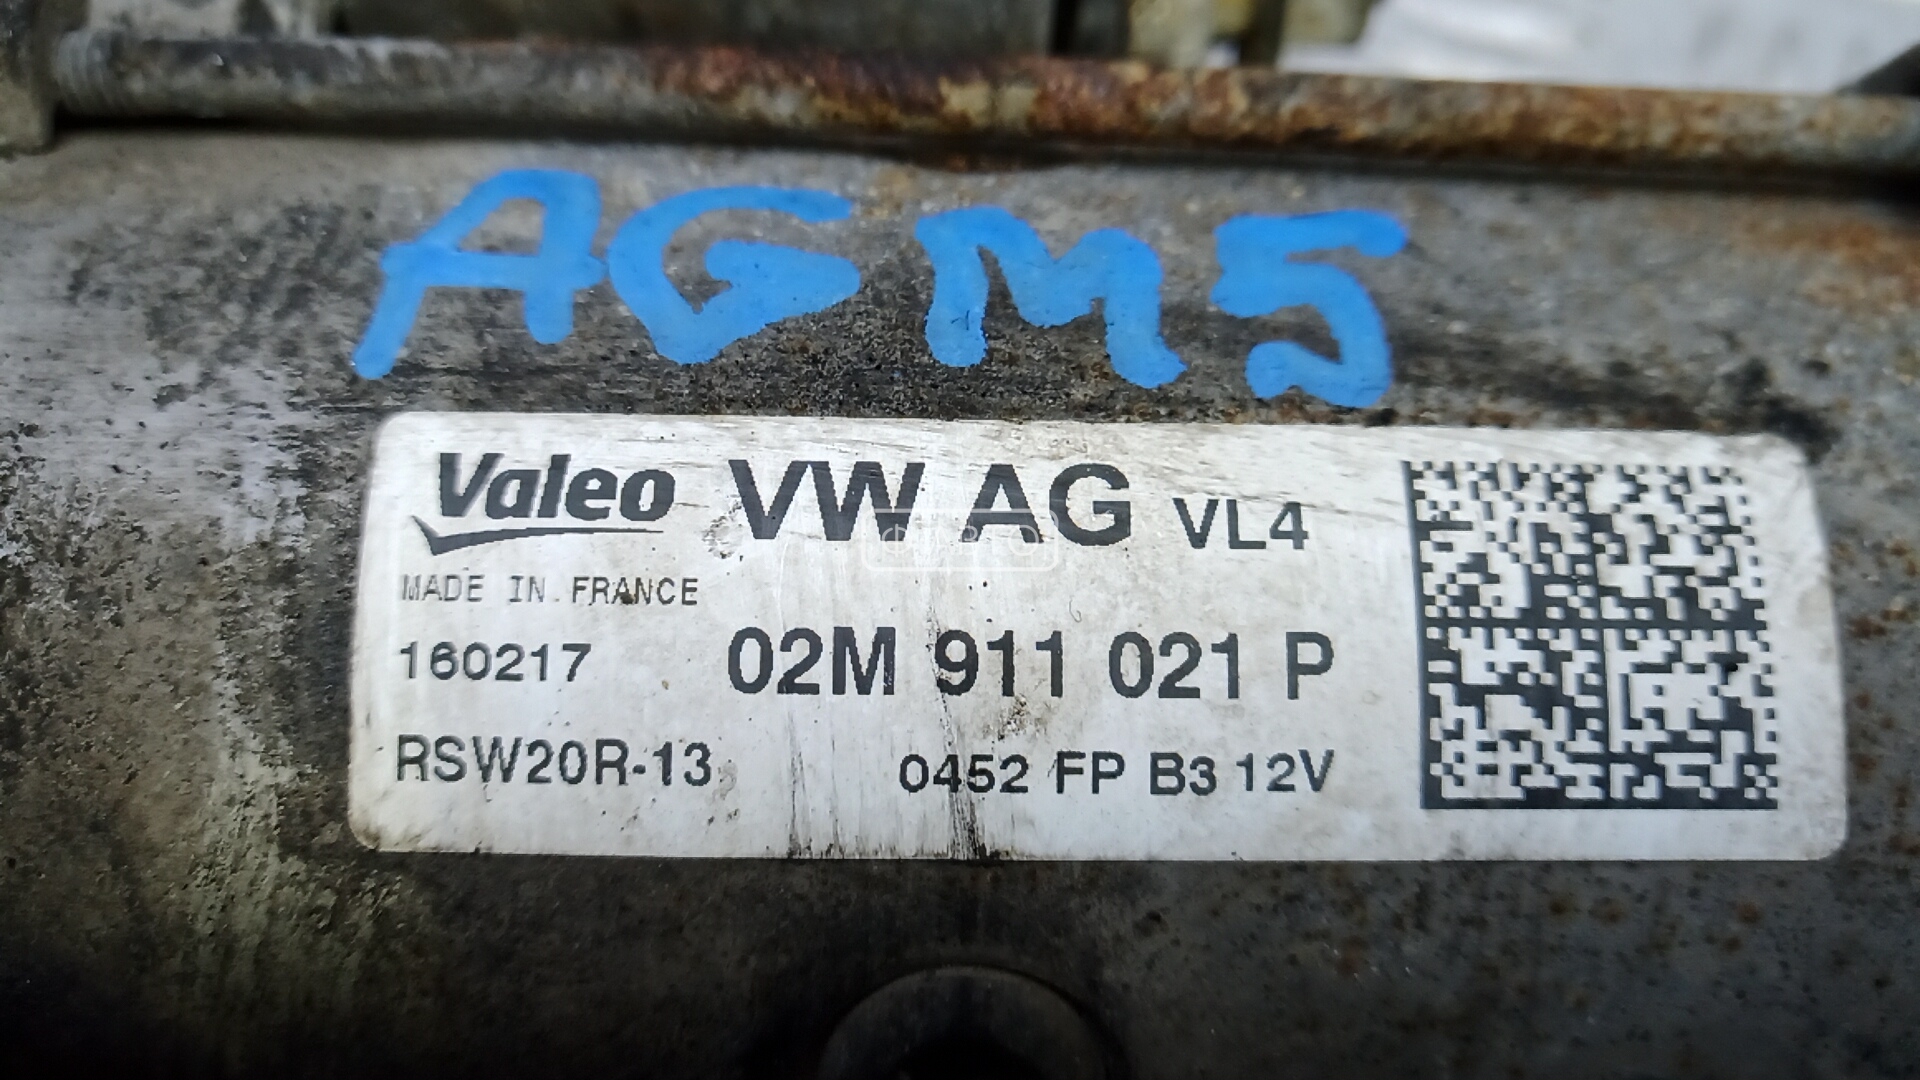 AGM5
Valeo VW AG VL4
MADE IN FRANCE
160217 02M 911 021 P
RSW20R-13 0452 FP B3 12V